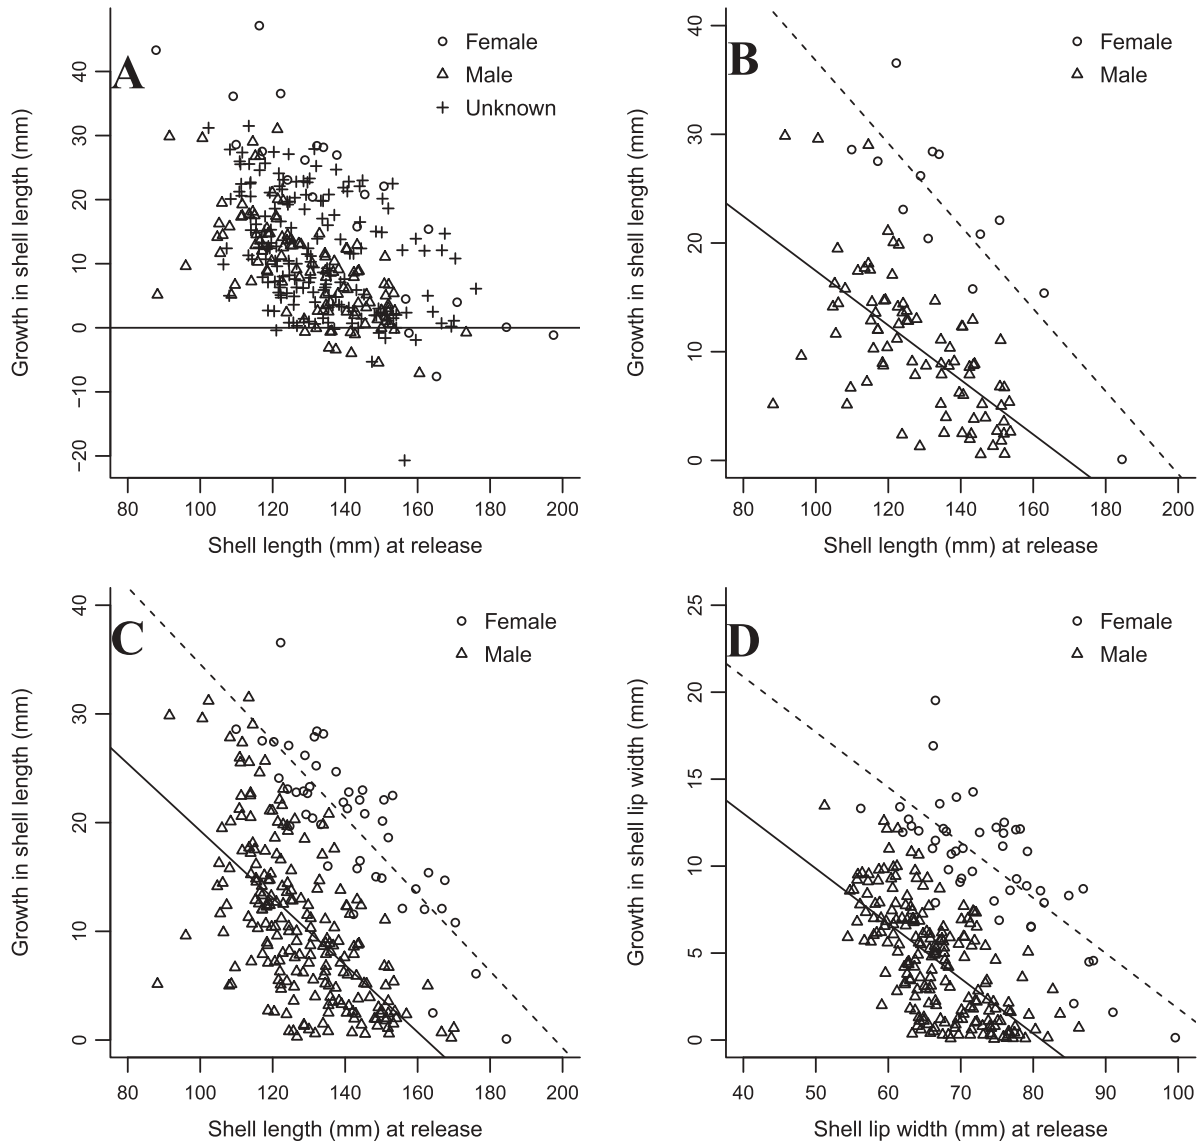 A
Female
Male
Unknown
Growth in shell length (mm)
40
30
20
10
0
−10
−20
80 100 120 140 160 180 200
Shell length (mm) at release
B
Female
Male
Growth in shell length (mm)
40
30
20
10
0
80 100 120 140 160 180 200
Shell length (mm) at release
C
Female
Male
Growth in shell length (mm)
40
30
20
10
0
80 100 120 140 160 180 200
Shell length (mm) at release
D
Female
Male
Growth in shell lip width (mm)
25
20
15
10
5
0
40 50 60 70 80 90 100
Shell lip width (mm) at release